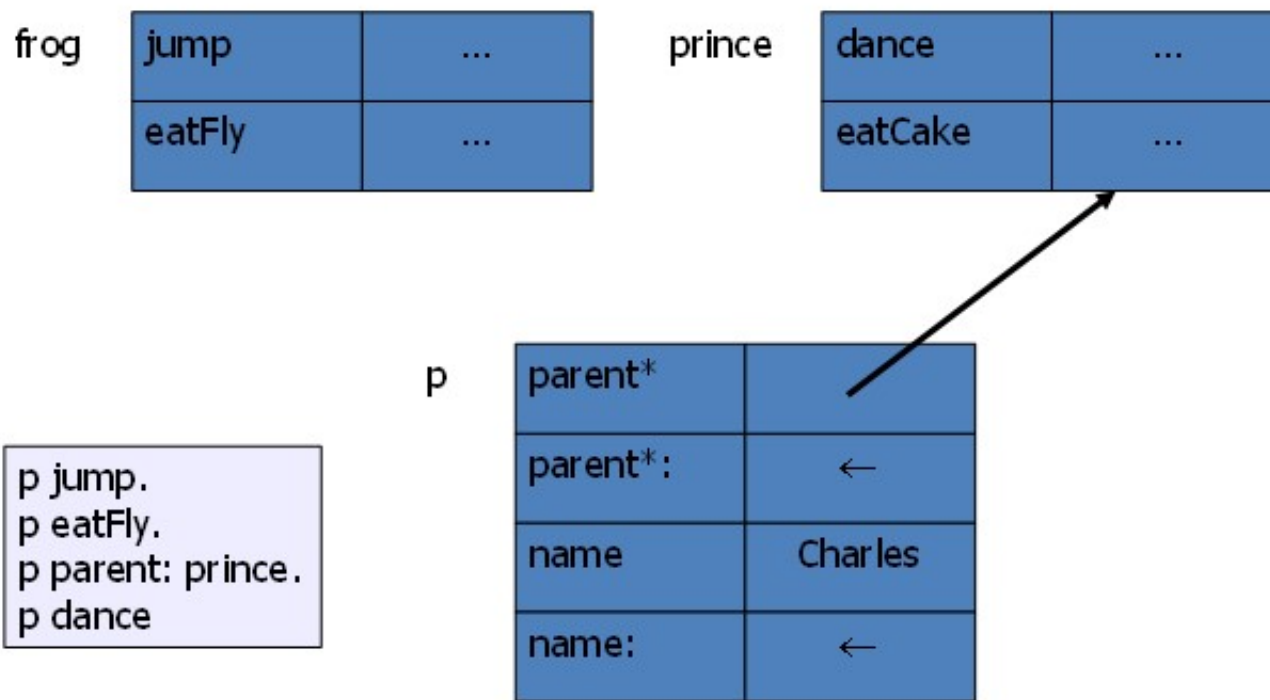 frog
jump ...
eatFly ...
prince
dance ...
eatCake ...
p
parent*
parent*: ←
name Charles
name: ←
p jump.
p eatFly.
p parent: prince.
p dance